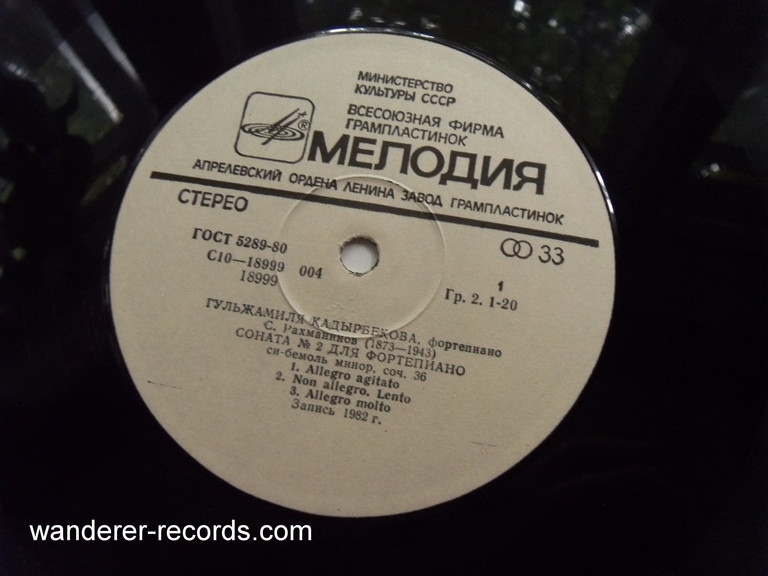 МИНИСТЕРСТВО
КУЛЬТУРЫ СССР
ВСЕСОЮЗНАЯ ФИРМА
ГРАМПЛАСТИНОК
®
МЕЛОДИЯ
АПРЕЛЕВСКИЙ ОРДЕНА ЛЕНИНА ЗАВОД ГРАМПЛАСТИНОК
СТЕРЕО
33
ГОСТ 5289-80
С10—18999 004
18999
1
Гр. 2. 1-20
ГУЛЬЖАМИЛЯ КАДЫРБЕКОВА, фортепиано
С. Рахманинов (1873—1943)
СОНАТА № 2 ДЛЯ ФОРТЕПИАНО
си-бемоль минор, соч. 36
1. Allegro agitato
2. Non allegro. Lento
3. Allegro molto
Запись 1982 г.
wanderer-records.com